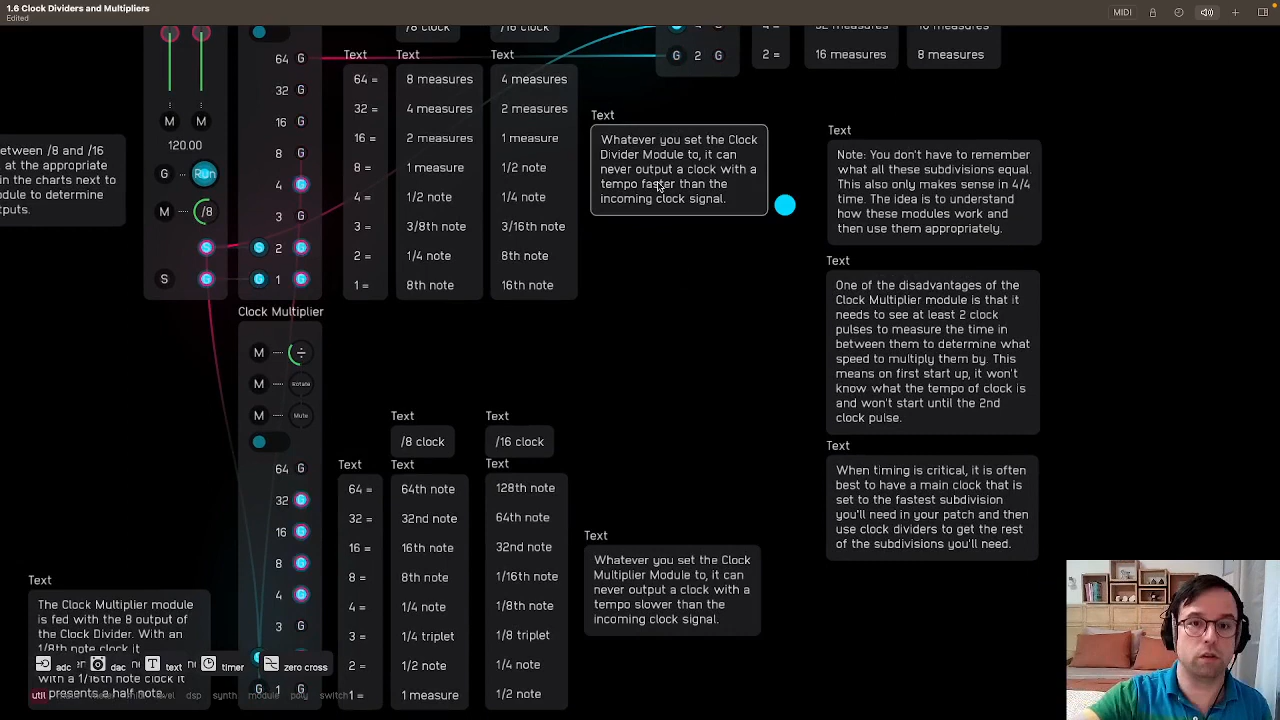 1.6 Clock Dividers and Multipliers
Edited
MIDI
/8 clock
/16 clock
2 =
16 measures
8 measures
G 2 G
Text
Text
Text
64 G
32 G
16 G
8 G
4 G
3 G
S 2 G
G 1 G
64 =
32 =
16 =
8 =
4 =
3 =
2 =
1 =
8 measures
4 measures
2 measures
1 measure
1/2 note
3/8th note
1/4 note
8th note
4 measures
2 measures
1 measure
1/2 note
1/4 note
3/16th note
8th note
16th note
M M
120.00
G Run
M /8
S
S G
etween /8 and /16
at the appropriate
in the charts next to
dule to determine
tputs.
Text
Whatever you set the Clock
Divider Module to, it can
never output a clock with a
tempo faster than the
incoming clock signal.
Text
Note: You don't have to remember
what all these subdivisions equal.
This also only makes sense in 4/4
time. The idea is to understand
how these modules work and
then use them appropriately.
Text
One of the disadvantages of the
Clock Multiplier module is that it
needs to see at least 2 clock
pulses to measure the time in
between them to determine what
speed to multiply them by. This
means on first start up, it won't
know what the tempo of clock is
and won't start until the 2nd
clock pulse.
Text
When timing is critical, it is often
best to have a main clock that is
set to the fastest subdivision
you'll need in your patch and then
use clock dividers to get the rest
of the subdivisions you'll need.
Clock Multiplier
M ÷
M Rotate
M Mute
64 G
32 G
16 G
8 G
4 G
3 G
G 1
Text
/8 clock
Text
/16 clock
Text
Text
Text
64 =
32 =
16 =
8 =
4 =
3 =
2 =
1 =
64th note
32nd note
16th note
8th note
1/4 note
1/4 triplet
1/2 note
1 measure
128th note
64th note
32nd note
1/16th note
1/8th note
1/8 triplet
1/4 note
1/2 note
Text
Whatever you set the Clock
Multiplier Module to, it can
never output a clock with a
tempo slower than the
incoming clock signal.
Text
The Clock Multiplier module
is fed with the 8 output of
the Clock Divider. With an
1/8th note clock it
with a 1/16th note clock it
presents a half note.
adc
dac
T text
timer
zero cross
util
level
dsp
synth
module
poly
switch